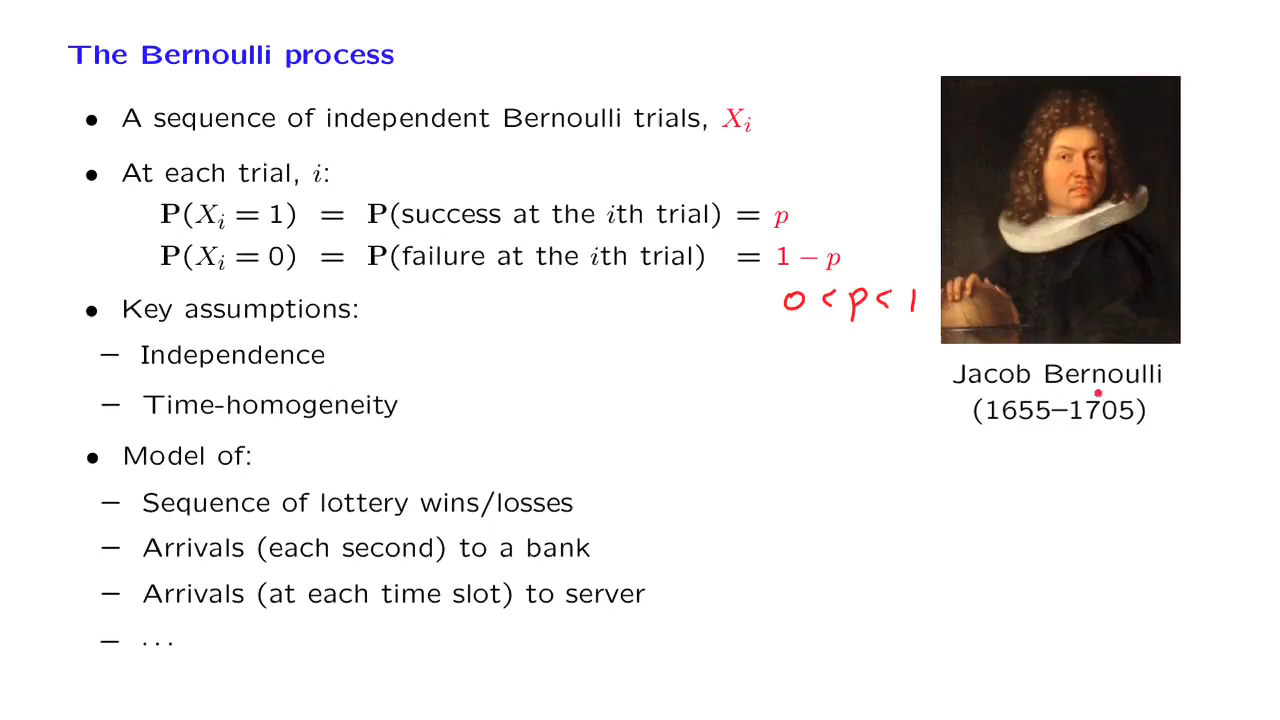 The Bernoulli process
• A sequence of independent Bernoulli trials, Xᵢ
• At each trial, i:
P(Xᵢ = 1) = P(success at the ith trial) = p
P(Xᵢ = 0) = P(failure at the ith trial) = 1 − p
0 < p < 1
• Key assumptions:
– Independence
– Time-homogeneity
• Model of:
– Sequence of lottery wins/losses
– Arrivals (each second) to a bank
– Arrivals (at each time slot) to server
– · · ·
Jacob Bernoulli
(1655–1705)